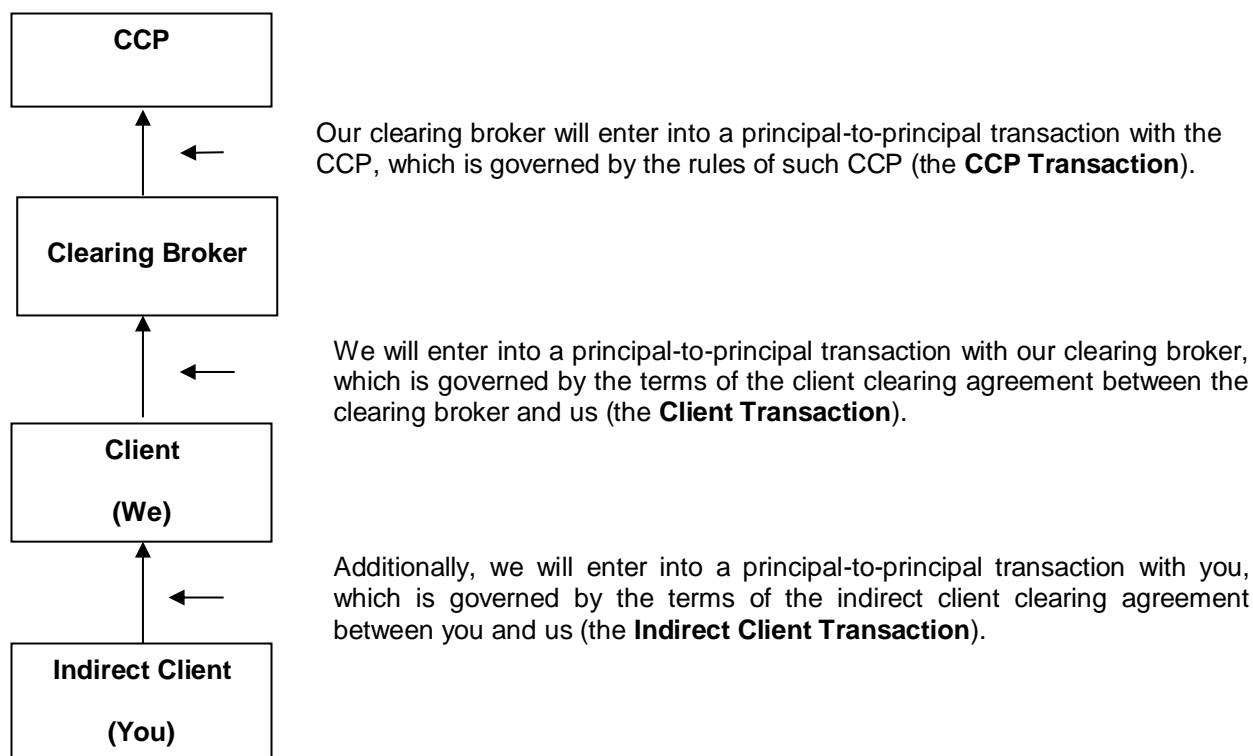 CCP
Our clearing broker will enter into a principal-to-principal transaction with the
CCP, which is governed by the rules of such CCP (the CCP Transaction).
Clearing Broker
We will enter into a principal-to-principal transaction with our clearing broker,
which is governed by the terms of the client clearing agreement between the
clearing broker and us (the Client Transaction).
Client
(We)
Additionally, we will enter into a principal-to-principal transaction with you,
which is governed by the terms of the indirect client clearing agreement
between you and us (the Indirect Client Transaction).
Indirect Client
(You)